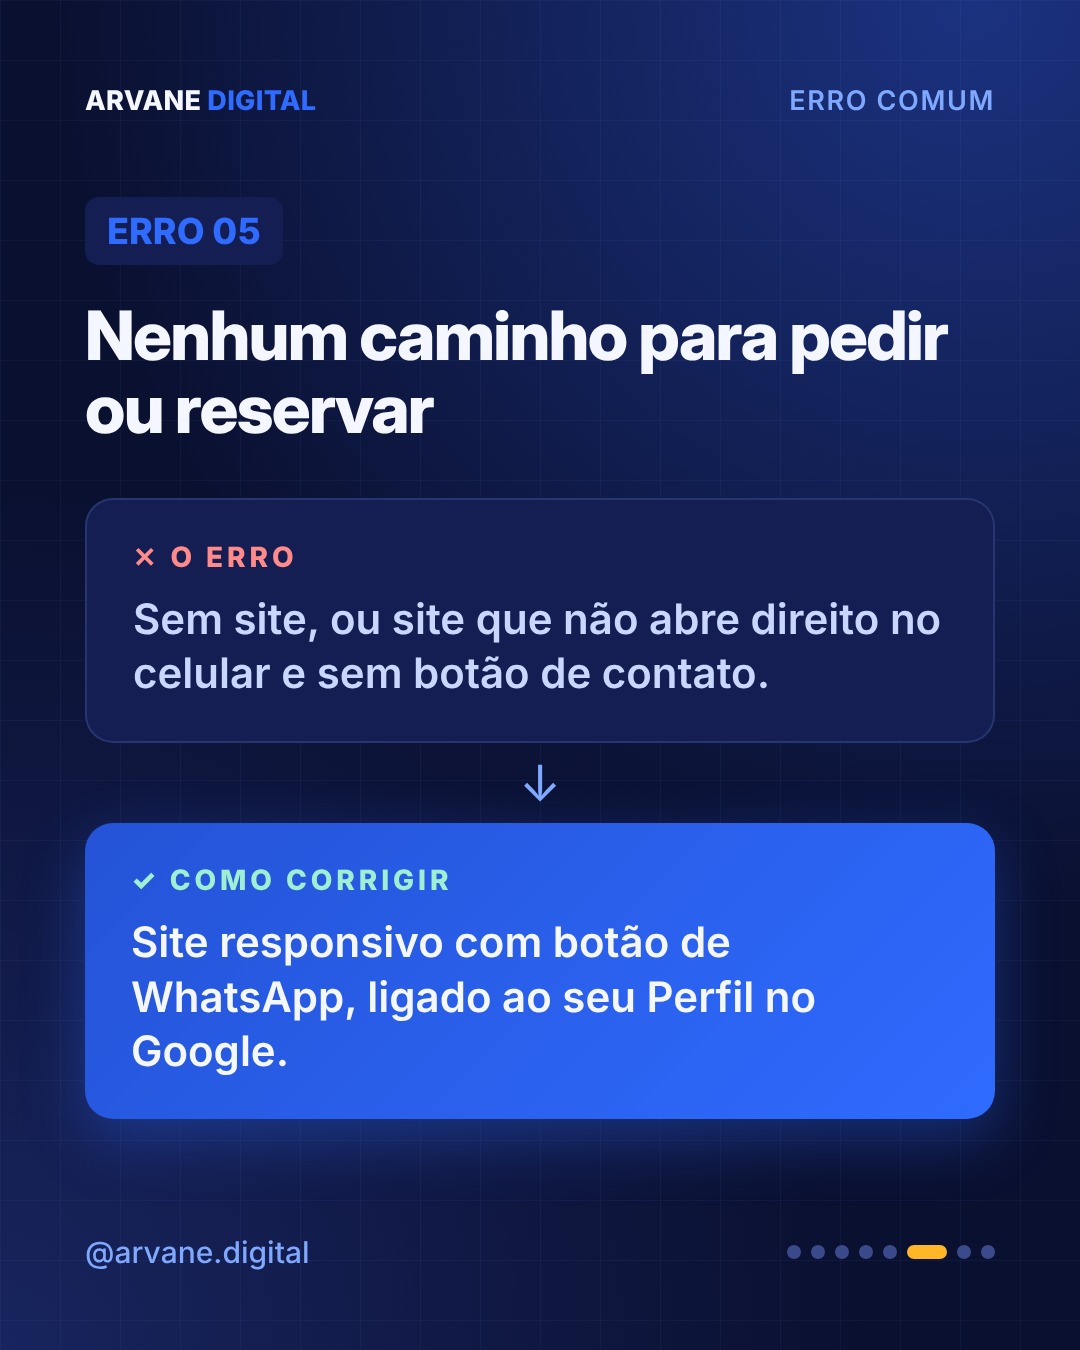 ARVANE DIGITAL
ERRO COMUM
ERRO 05
Nenhum caminho para pedir
ou reservar
✕ O ERRO
Sem site, ou site que não abre direito no
celular e sem botão de contato.
↓
✓ COMO CORRIGIR
Site responsivo com botão de
WhatsApp, ligado ao seu Perfil no
Google.
@arvane.digital